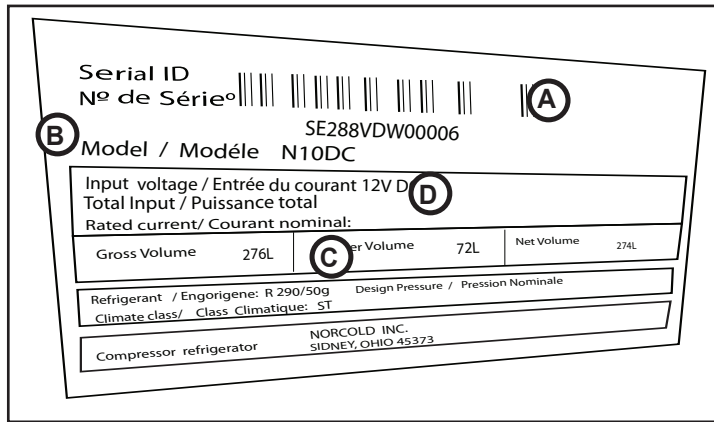 Serial ID
Nº de Sérieº
A
SE288VDW00006
B
Model / Modéle N10DC
Input voltage / Entrée du courant 12V
D
Total Input / Puissance total
Rated current/ Courant nominal:
Gross Volume 276L
C
Volume 72L
Net Volume 274L
Refrigerant / Engorigene: R 290/50g Design Pressure / Pression Nominale
Climate class/ Class Climatique: ST
Compressor refrigerator
NORCOLD INC.
SIDNEY, OHIO 45373